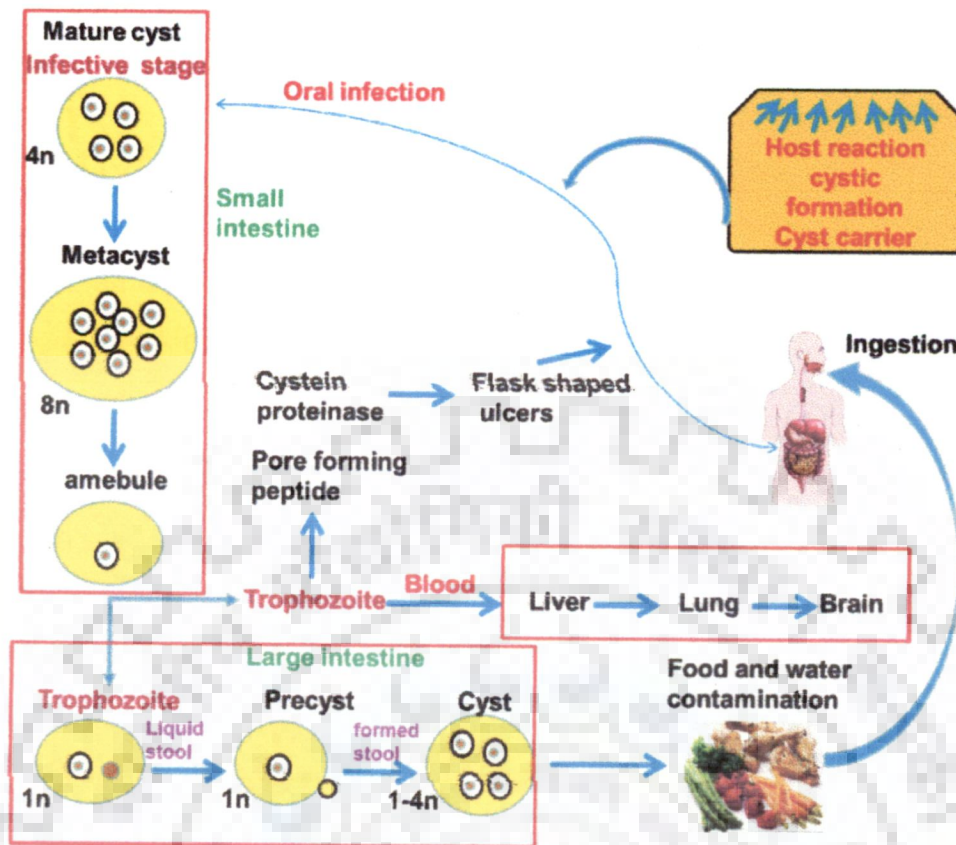 Mature cyst
Infective stage
4n
Metacyst
8n
amebule
Small
intestine
Oral infection
Host reaction
cystic
formation
Cyst carrier
Ingestion
Cystein
proteinase
Flask shaped
ulcers
Pore forming
peptide
Trophozoite
Blood
Liver
Lung
Brain
Large intestine
Trophozoite
1n
Liquid
stool
Precyst
1n
formed
stool
Cyst
1-4n
Food and water
contamination